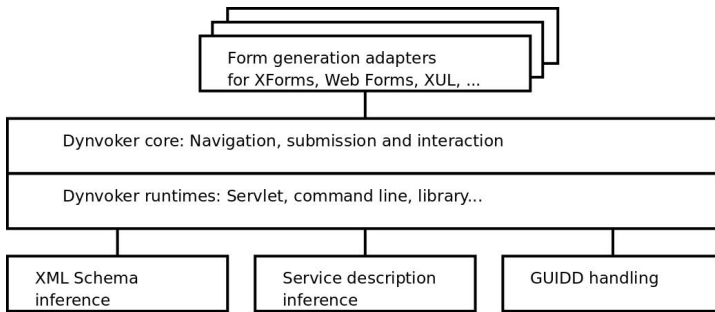 Form generation adapters
for XForms, Web Forms, XUL, ...
Dynvoker core: Navigation, submission and interaction
Dynvoker runtimes: Servlet, command line, library...
XML Schema
inference
Service description
inference
GUIDD handling